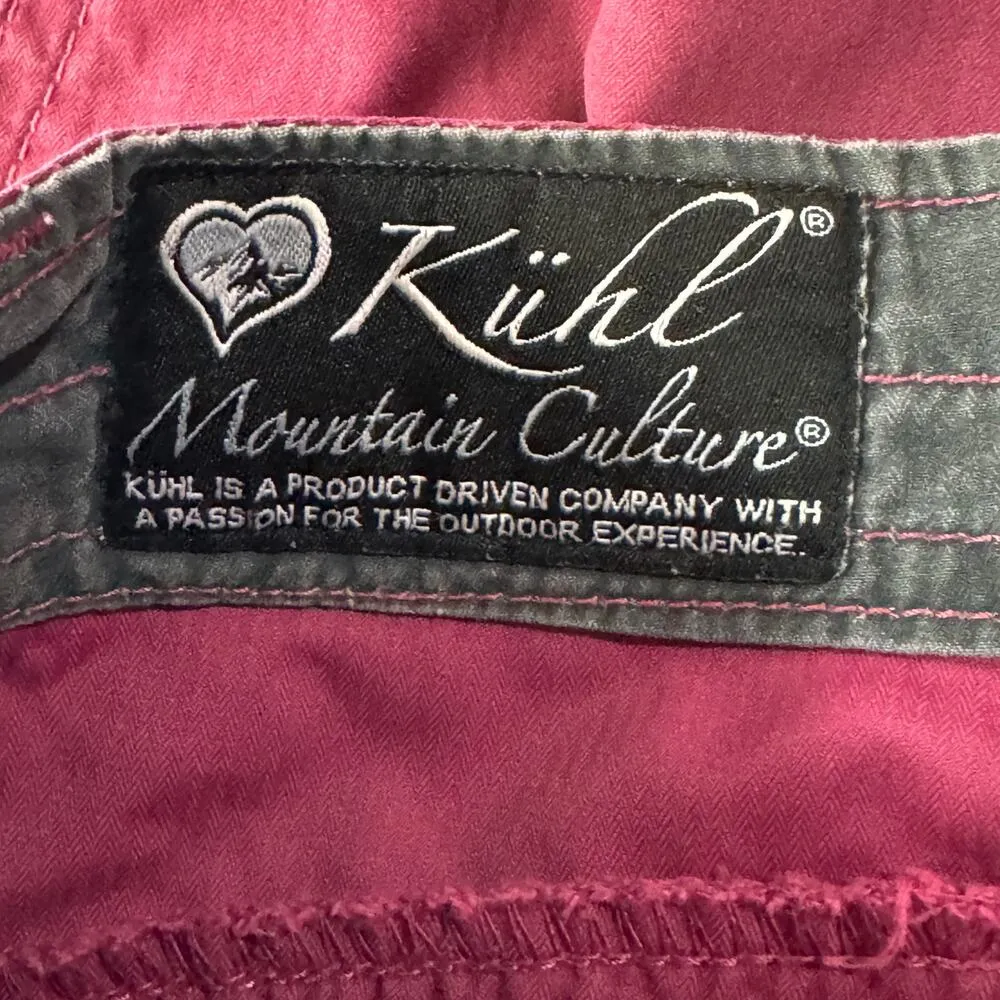 Kühl®
Mountain Culture®
KÜHL IS A PRODUCT DRIVEN COMPANY WITH
A PASSION FOR THE OUTDOOR EXPERIENCE.